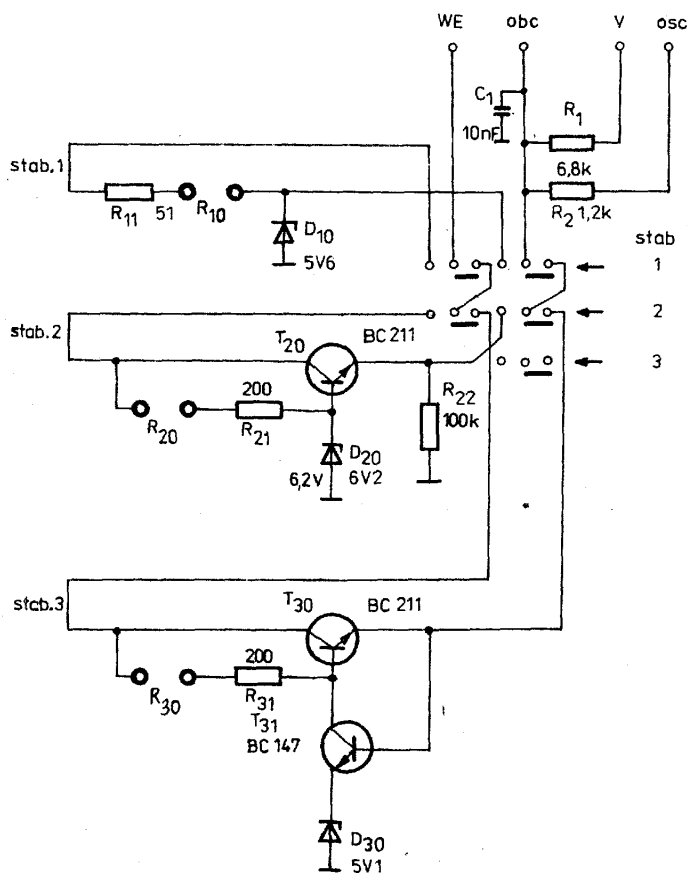 WE obc V osc
C1
10nF
R1
6,8k
R2 1,2k
stab.1
R11 51 R10
D10
5V6
stab
1
2
3
stab.2
T20 BC 211
200
R20 R21
R22
100k
6,2V
D20
6V2
stab.3
T30 BC 211
200
R30 R31
T31
BC 147
D30
5V1